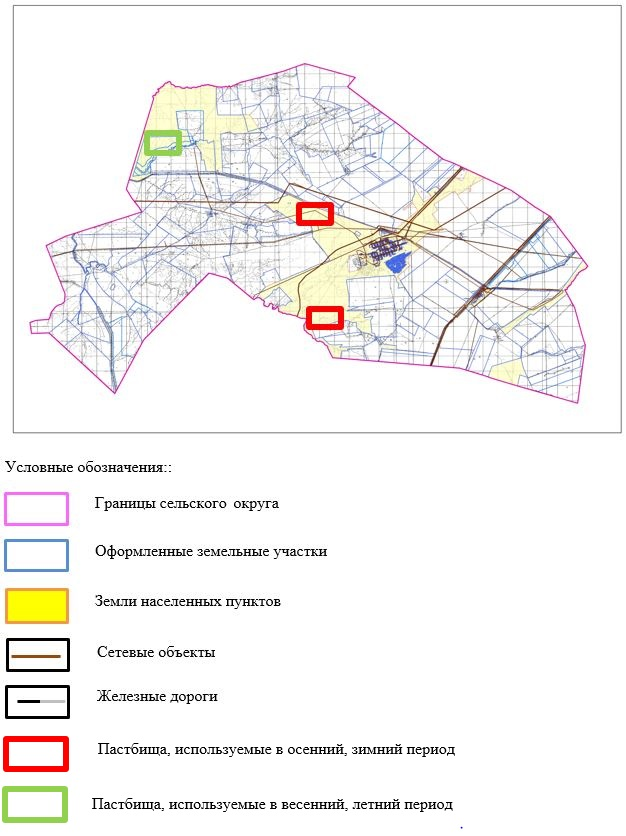 Условные обозначения::
Границы сельского округа
Оформленные земельные участки
Земли населенных пунктов
Сетевые объекты
Железные дороги
Пастбища, используемые в осенний, зимний период
Пастбища, используемые в весенний, летний период
.